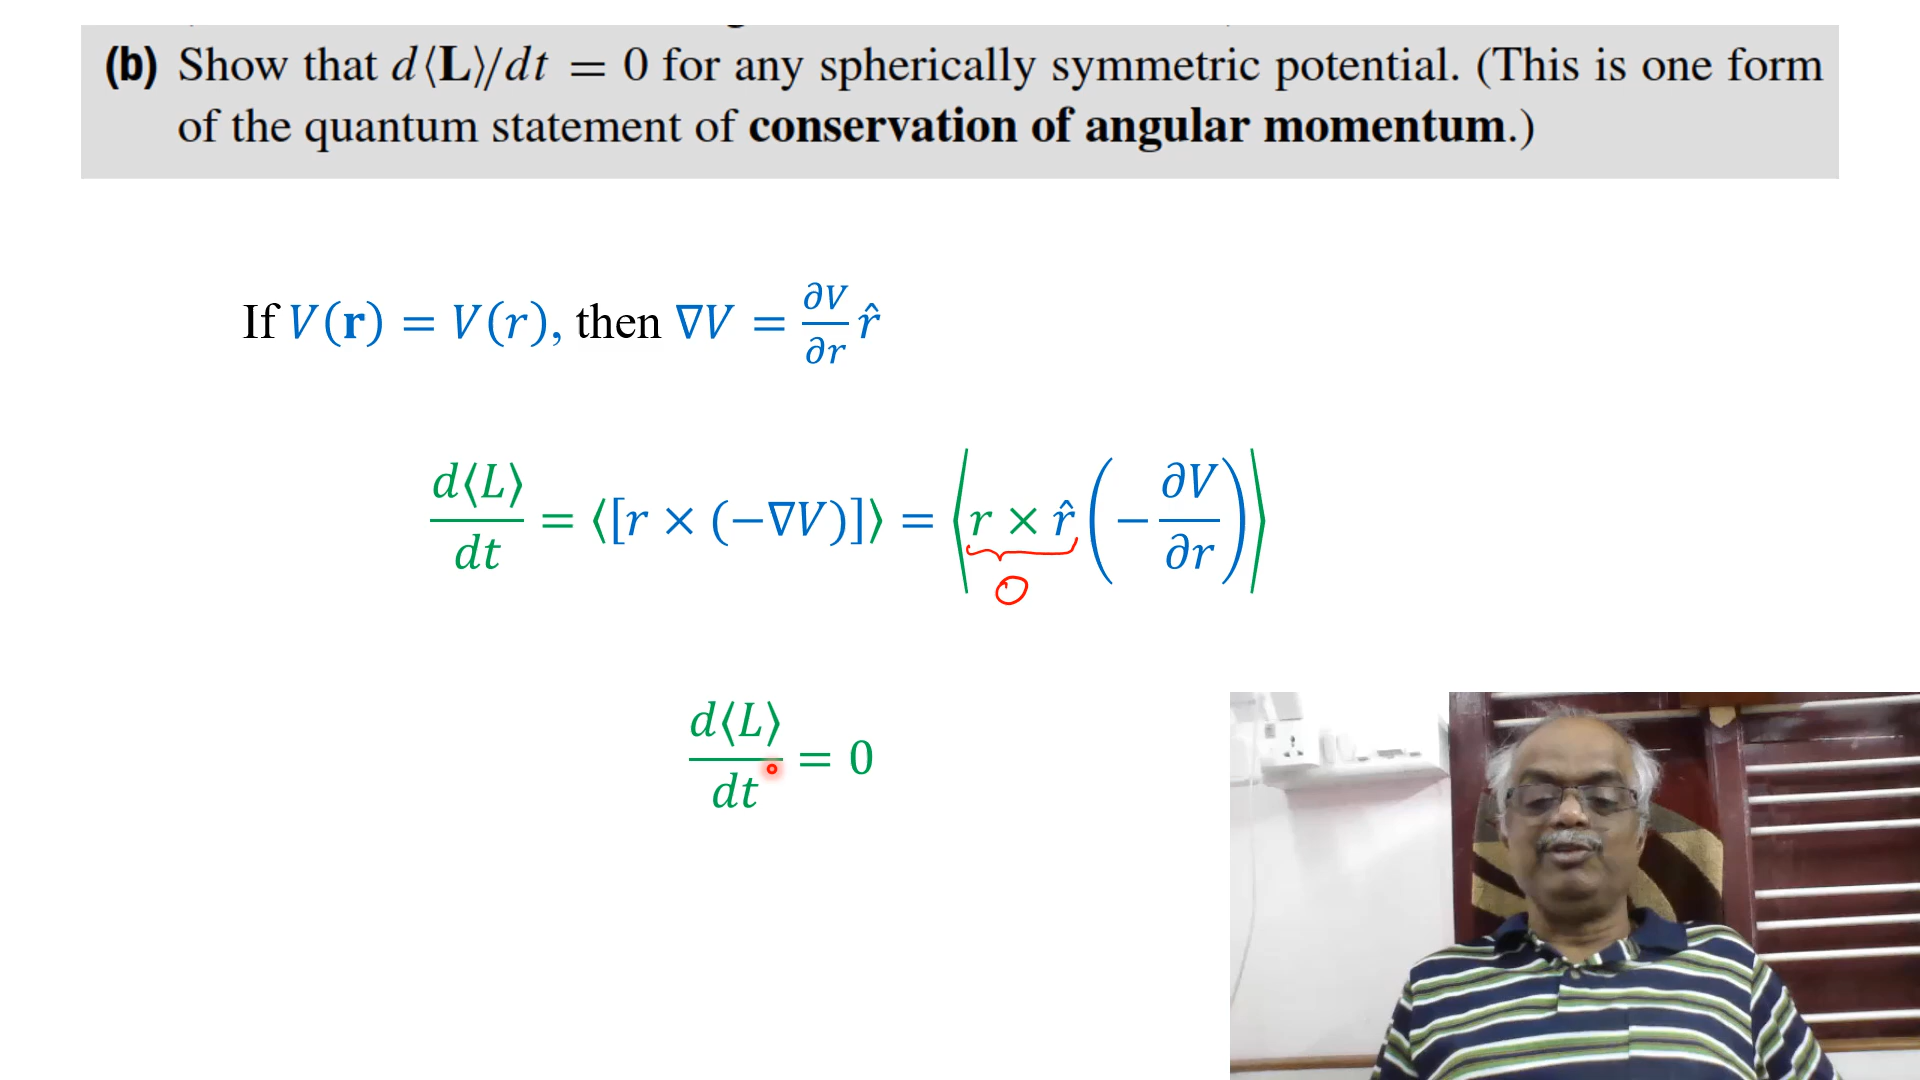 (b) Show that d⟨L⟩/dt = 0 for any spherically symmetric potential. (This is one form
of the quantum statement of conservation of angular momentum.)
If V(r) = V(r), then ∇V = ∂V/∂r r̂
d⟨L⟩/dt = ⟨[r × (−∇V)]⟩ = ⟨r × r̂ (−∂V/∂r)⟩
0
d⟨L⟩/dt = 0